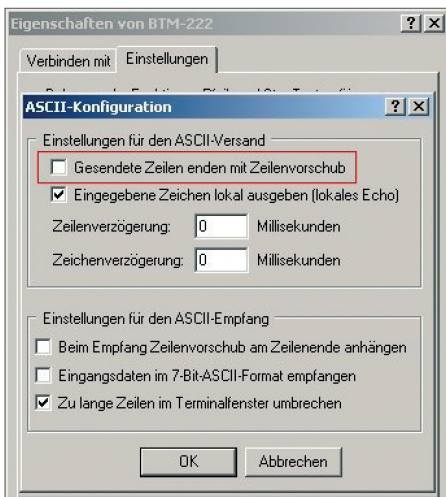 Eigenschaften von BTM-222
Verbinden mit Einstellungen
ASCII-Konfiguration
Einstellungen für den ASCII-Versand
Gesendete Zeilen enden mit Zeilenvorschub
Eingegebene Zeichen lokal ausgeben (lokales Echo)
Zeilenverzögerung: 0 Millisekunden
Zeichenverzögerung: 0 Millisekunden
Einstellungen für den ASCII-Empfang
Beim Empfang Zeilenvorschub am Zeilenende anhängen
Eingangsdaten im 7-Bit-ASCII-Format empfangen
Zu lange Zeilen im Terminalfenster umbrechen
OK Abbrechen